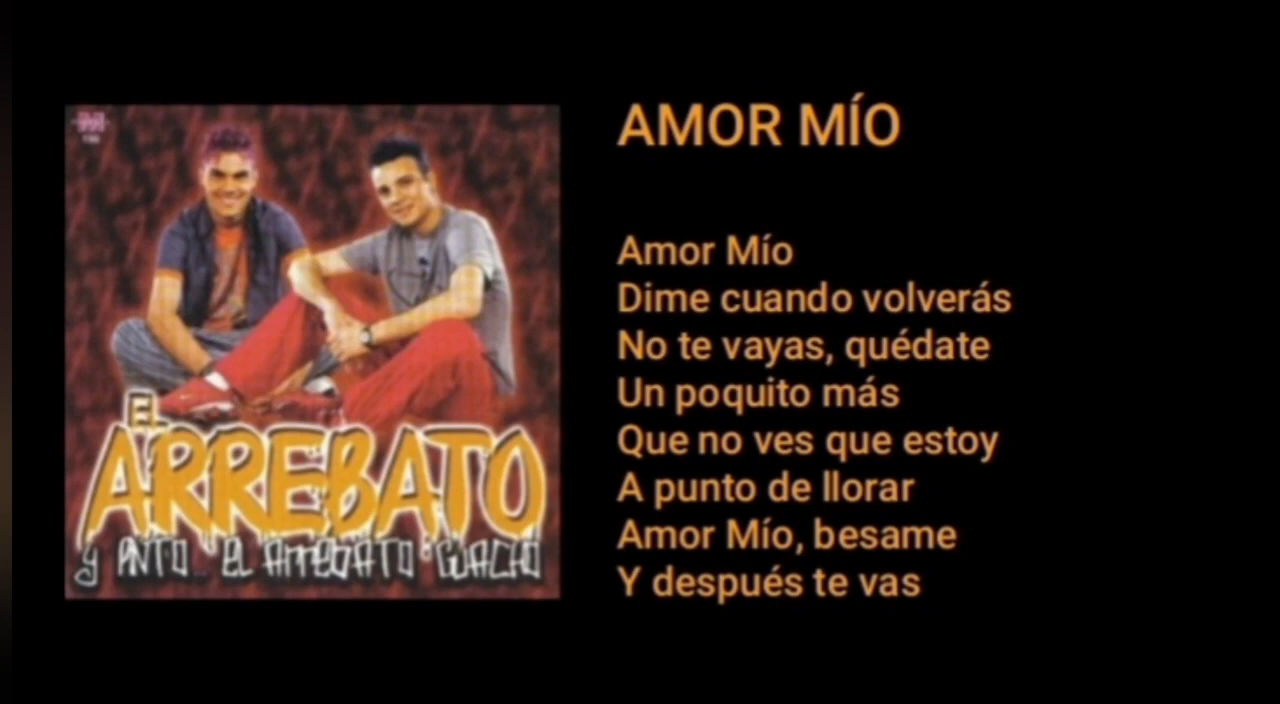 AMOR MÍO
Amor Mío
Dime cuando volverás
No te vayas, quédate
Un poquito más
Que no ves que estoy
A punto de llorar
Amor Mío, besame
Y después te vas
EL
ARREBATO
y PNTO.. "EL ARREBATO GUACHO